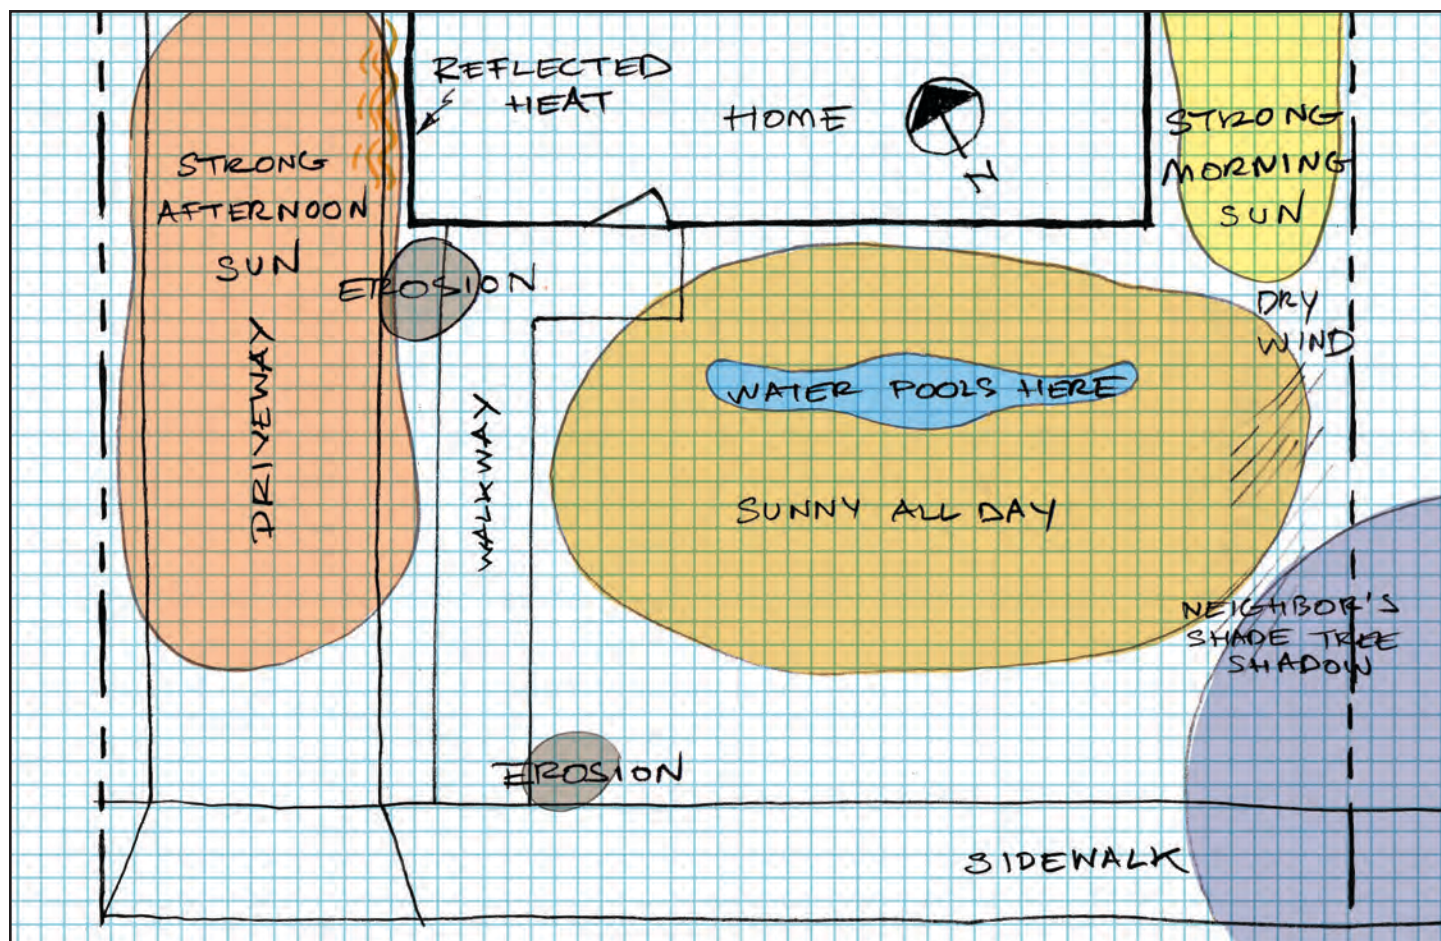 REFLECTED
HEAT
HOME
N
STRONG
MORNING
SUN
STRONG
AFTERNOON
SUN
EROSION
DRY
WIND
DRIVEWAY
WALKWAY
WATER POOLS HERE
SUNNY ALL DAY
NEIGHBOR'S
SHADE TREE
SHADOW
EROSION
SIDEWALK